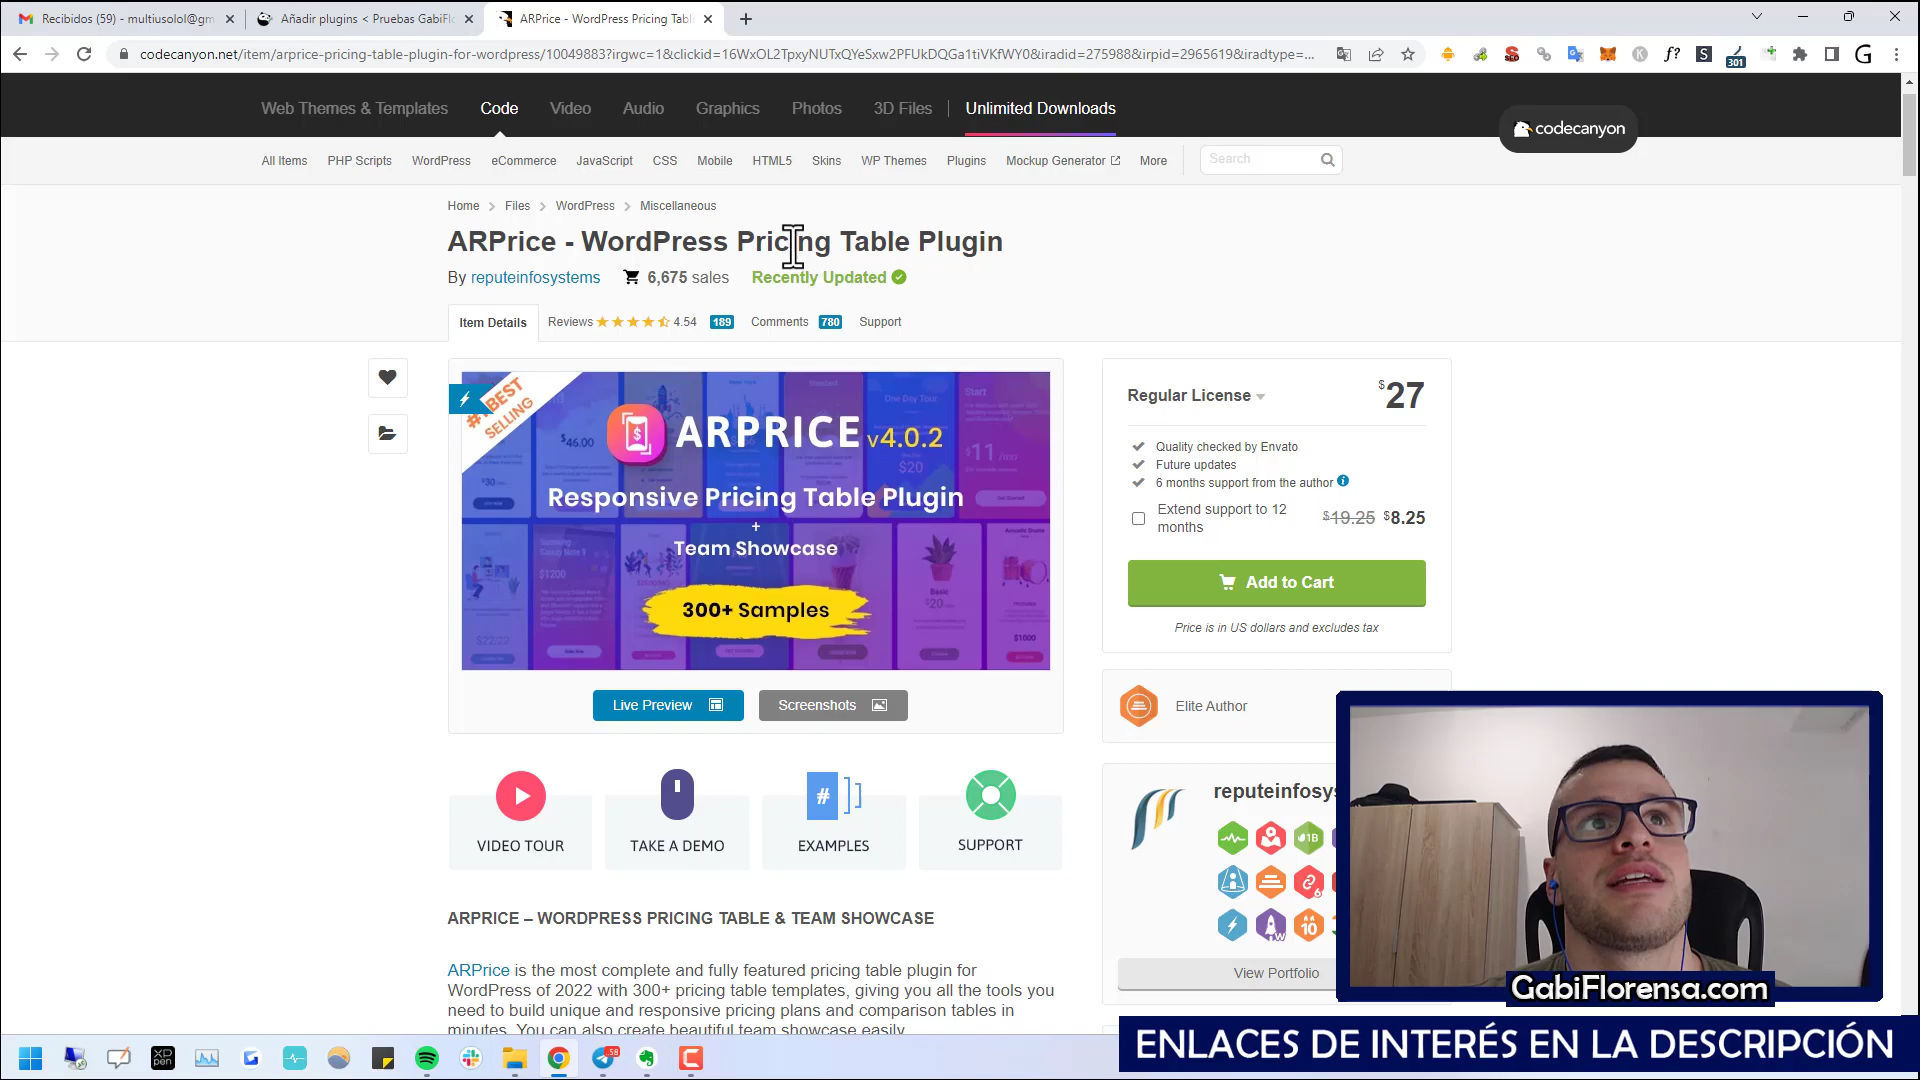 Recibidos (59) - multiusolol@gm
Añadir plugins < Pruebas GabiFlo
ARPrice - WordPress Pricing Tabl
codecanyon.net/item/arprice-pricing-table-plugin-for-wordpress/10049883?irgwc=1&clickid=16WxOL2TpxyNUTxQYeSxw2PFUkDQGa1tiVKfWY0&iradid=275988&irpid=2965619&iradtype=...
301
Web Themes & Templates
Code
Video
Audio
Graphics
Photos
3D Files
Unlimited Downloads
codecanyon
All Items
PHP Scripts
WordPress
eCommerce
JavaScript
CSS
Mobile
HTML5
Skins
WP Themes
Plugins
Mockup Generator
More
Search
Home
Files
WordPress
Miscellaneous
ARPrice - WordPress Pricing Table Plugin
By reputeinfosystems
6,675 sales
Recently Updated
Item Details
Reviews
4.54
189
Comments
780
Support
#1 BEST
SELLING
ARPRICE v4.0.2
Responsive Pricing Table Plugin
+
Team Showcase
300+ Samples
Live Preview
Screenshots
Regular License
$27
Quality checked by Envato
Future updates
6 months support from the author
Extend support to 12
months
$19.25 $8.25
Add to Cart
Price is in US dollars and excludes tax
Elite Author
VIDEO TOUR
TAKE A DEMO
EXAMPLES
SUPPORT
reputeinfosys
View Portfolio
ARPRICE – WORDPRESS PRICING TABLE & TEAM SHOWCASE
ARPrice is the most complete and fully featured pricing table plugin for
WordPress of 2022 with 300+ pricing table templates, giving you all the tools you
need to build unique and responsive pricing plans and comparison tables in
minutes. You can also create beautiful team showcase easily.
GabiFlorensa.com
ENLACES DE INTERÉS EN LA DESCRIPCIÓN